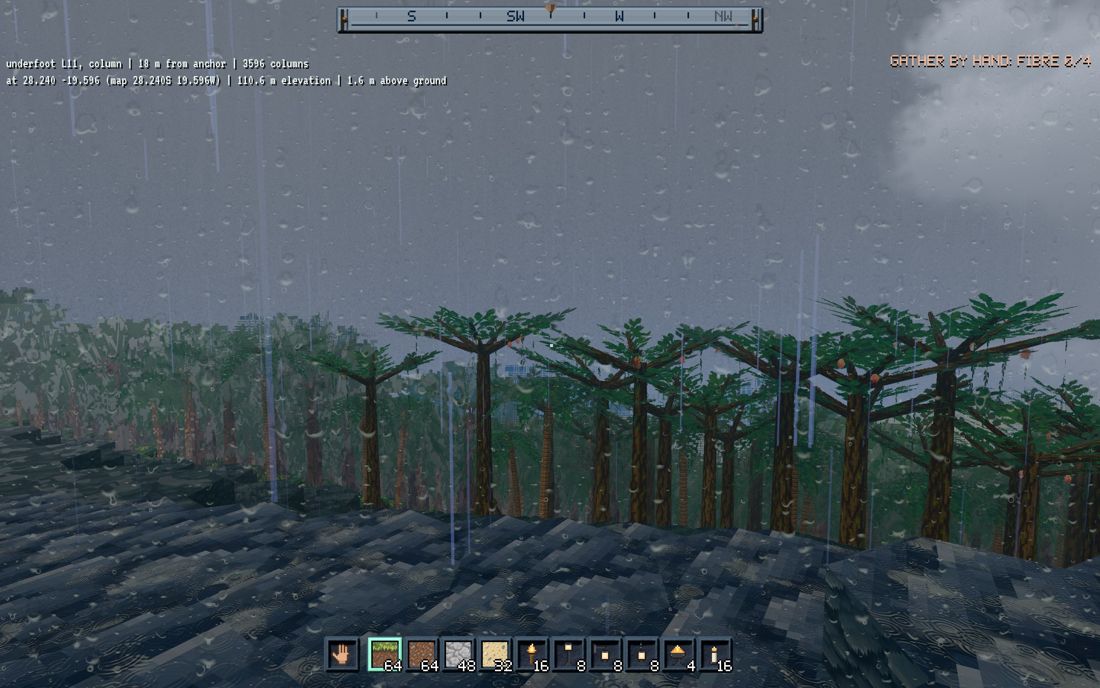 S SW W NW
underfoot L11, column | 18 m from anchor | 3596 columns
at 28.240 -19.596 (map 28.240S 19.596W) | 110.6 m elevation | 1.6 m above ground
GATHER BY HAND: FIBRE 0/4
64 64 48 32 16 8 8 8 4 16